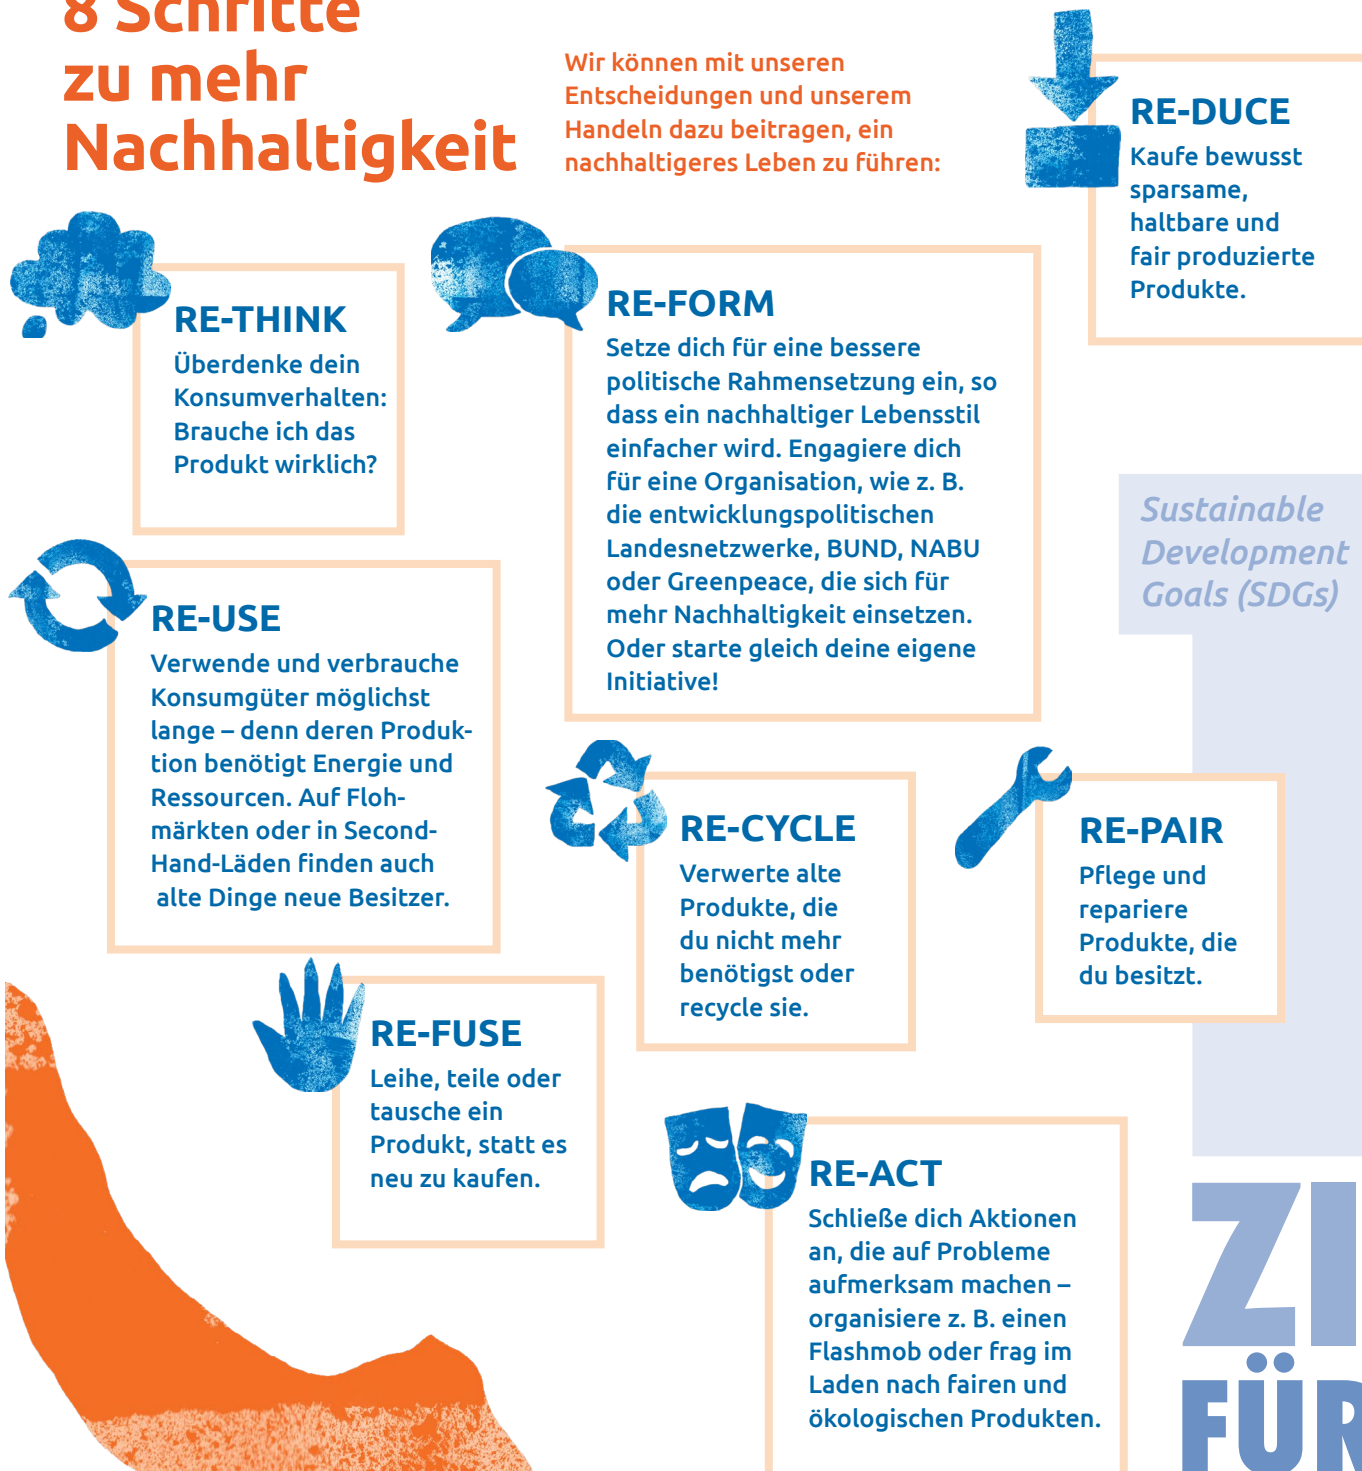 8 Schritte
zu mehr
Nachhaltigkeit
Wir können mit unseren
Entscheidungen und unserem
Handeln dazu beitragen, ein
nachhaltigeres Leben zu führen:
RE-DUCE
Kaufe bewusst
sparsame,
haltbare und
fair produzierte
Produkte.
RE-THINK
Überdenke dein
Konsumverhalten:
Brauche ich das
Produkt wirklich?
RE-FORM
Setze dich für eine bessere
politische Rahmensetzung ein, so
dass ein nachhaltiger Lebensstil
einfacher wird. Engagiere dich
für eine Organisation, wie z. B.
die entwicklungspolitischen
Landesnetzwerke, BUND, NABU
oder Greenpeace, die sich für
mehr Nachhaltigkeit einsetzen.
Oder starte gleich deine eigene
Initiative!
Sustainable
Development
Goals (SDGs)
RE-USE
Verwende und verbrauche
Konsumgüter möglichst
lange – denn deren Produk-
tion benötigt Energie und
Ressourcen. Auf Floh-
märkten oder in Second-
Hand-Läden finden auch
alte Dinge neue Besitzer.
RE-CYCLE
Verwerte alte
Produkte, die
du nicht mehr
benötigst oder
recycle sie.
RE-PAIR
Pflege und
repariere
Produkte, die
du besitzt.
RE-FUSE
Leihe, teile oder
tausche ein
Produkt, statt es
neu zu kaufen.
RE-ACT
Schließe dich Aktionen
an, die auf Probleme
aufmerksam machen –
organisiere z. B. einen
Flashmob oder frag im
Laden nach fairen und
ökologischen Produkten.
ZI
FÜR